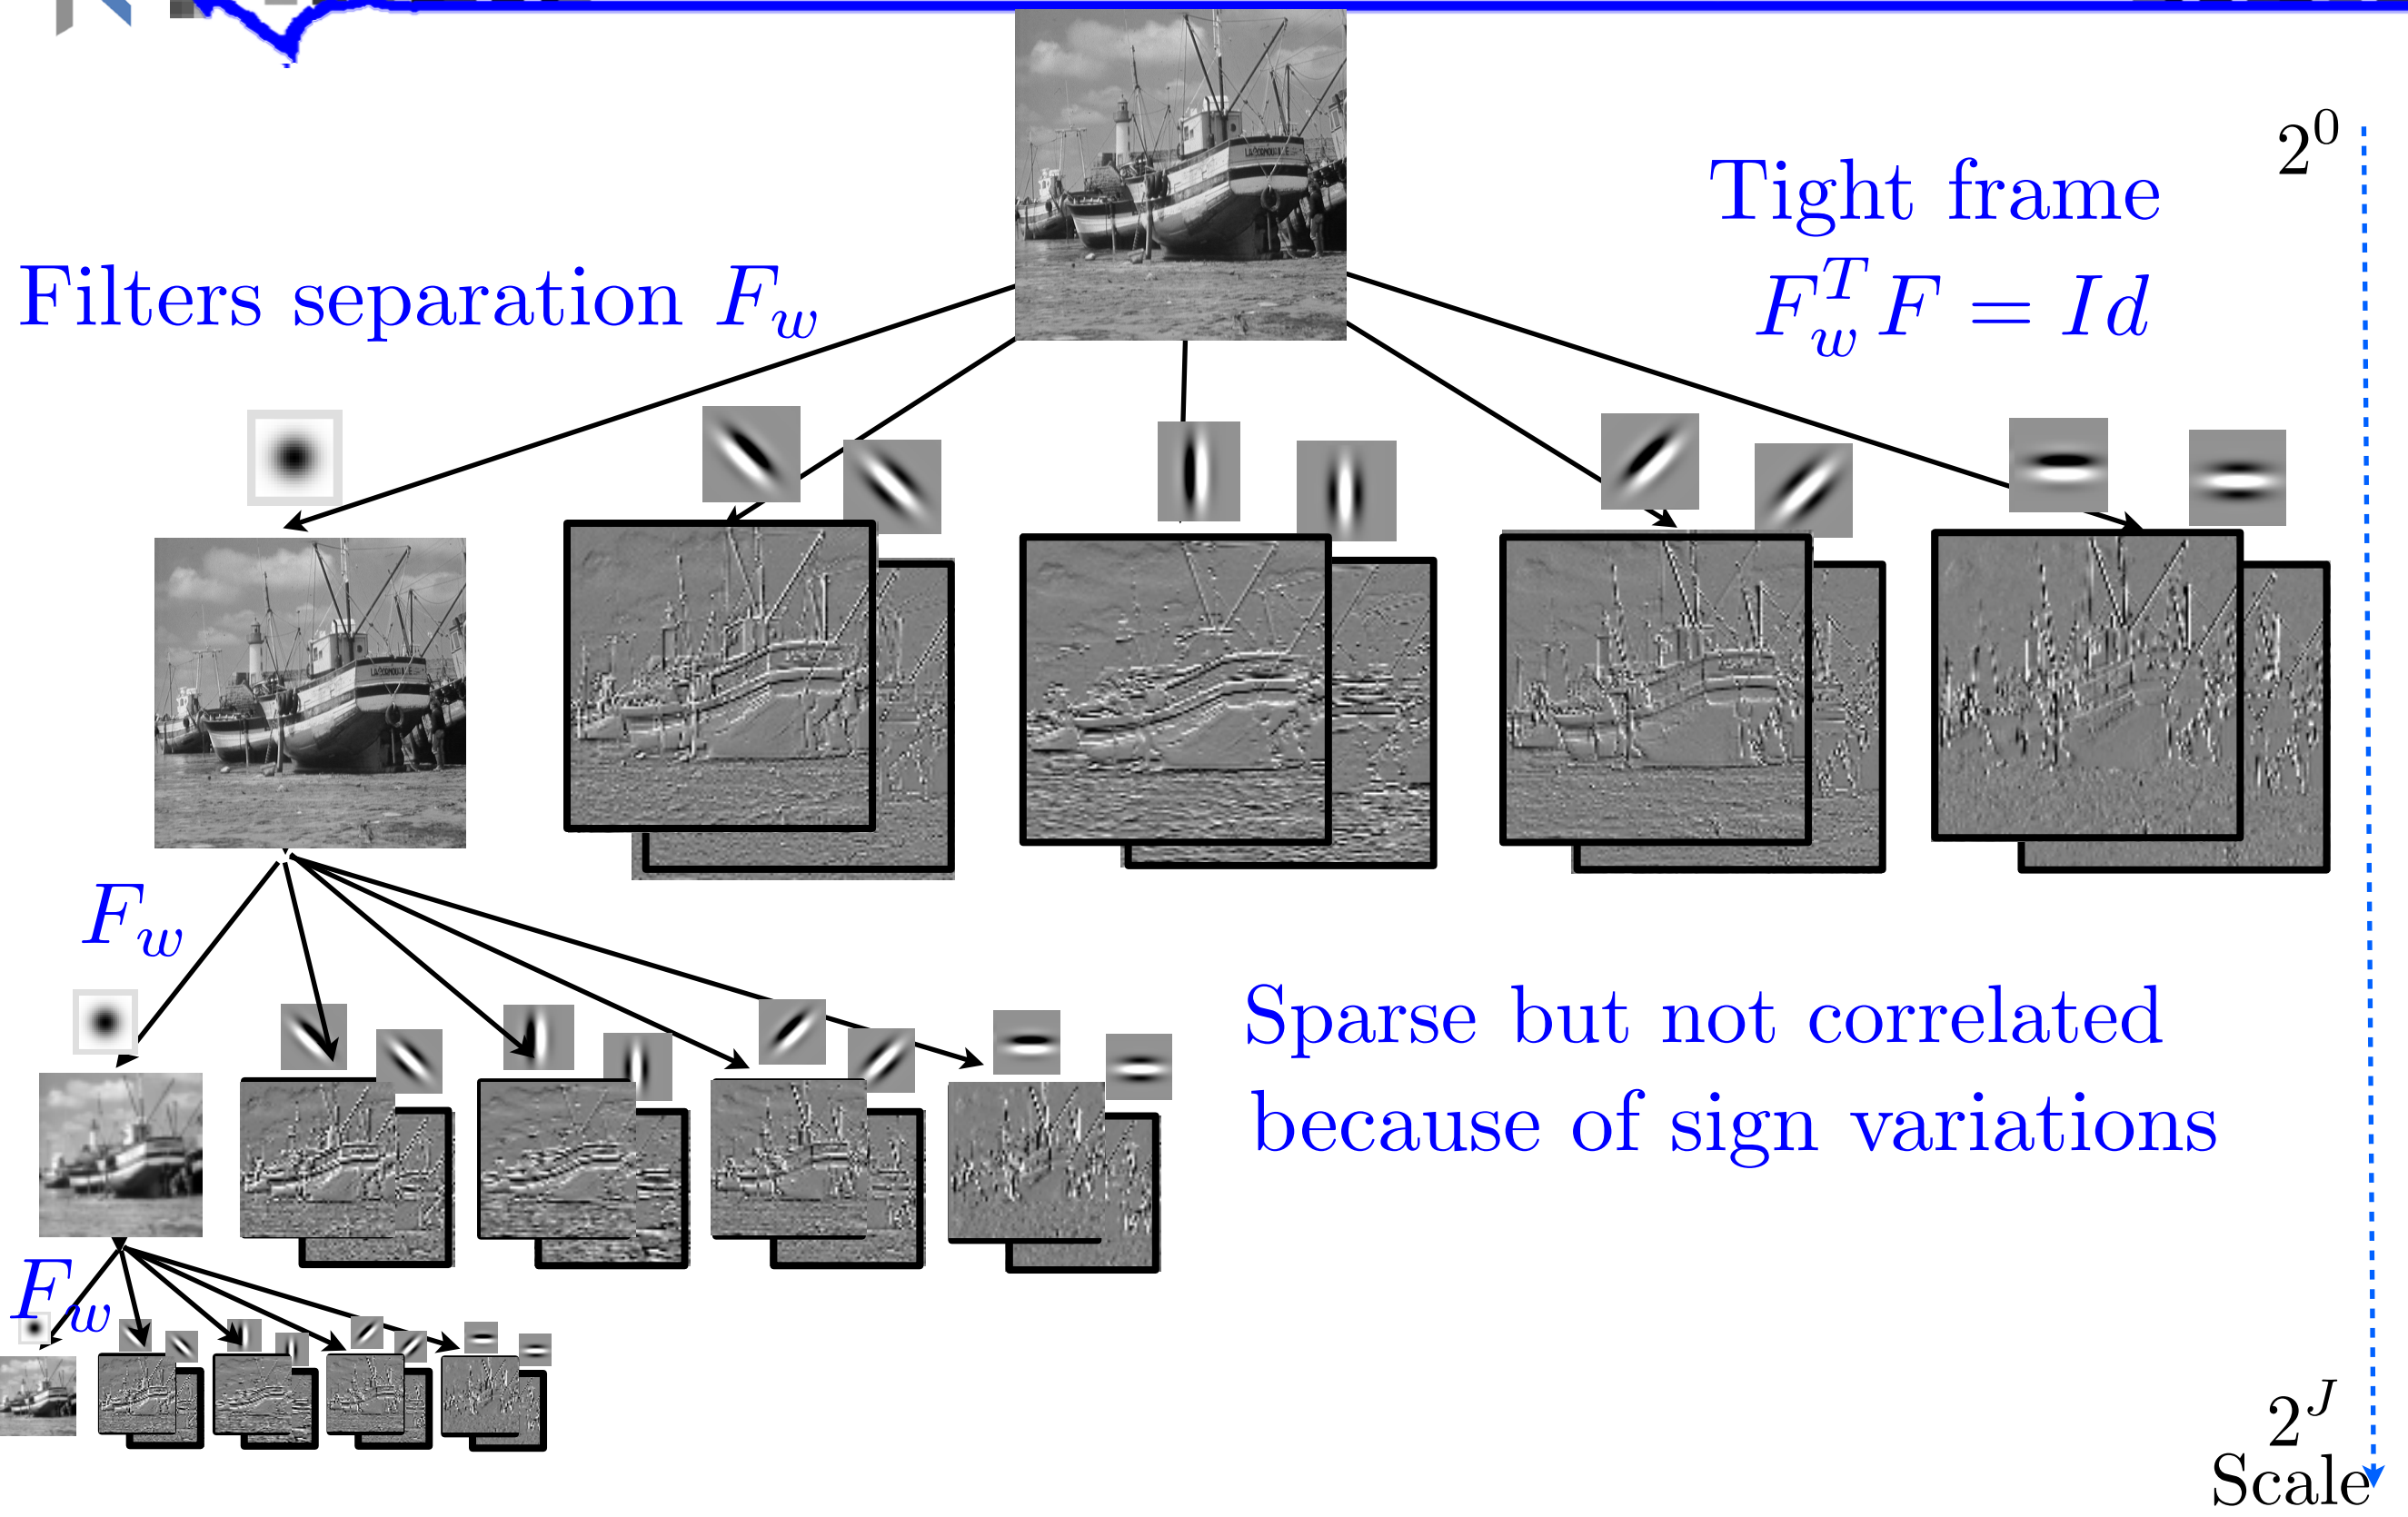 2^0
Tight frame
Filters separation F_w
F_w^T F = Id
F_w
Sparse but not correlated
because of sign variations
F_w
2^J
Scale